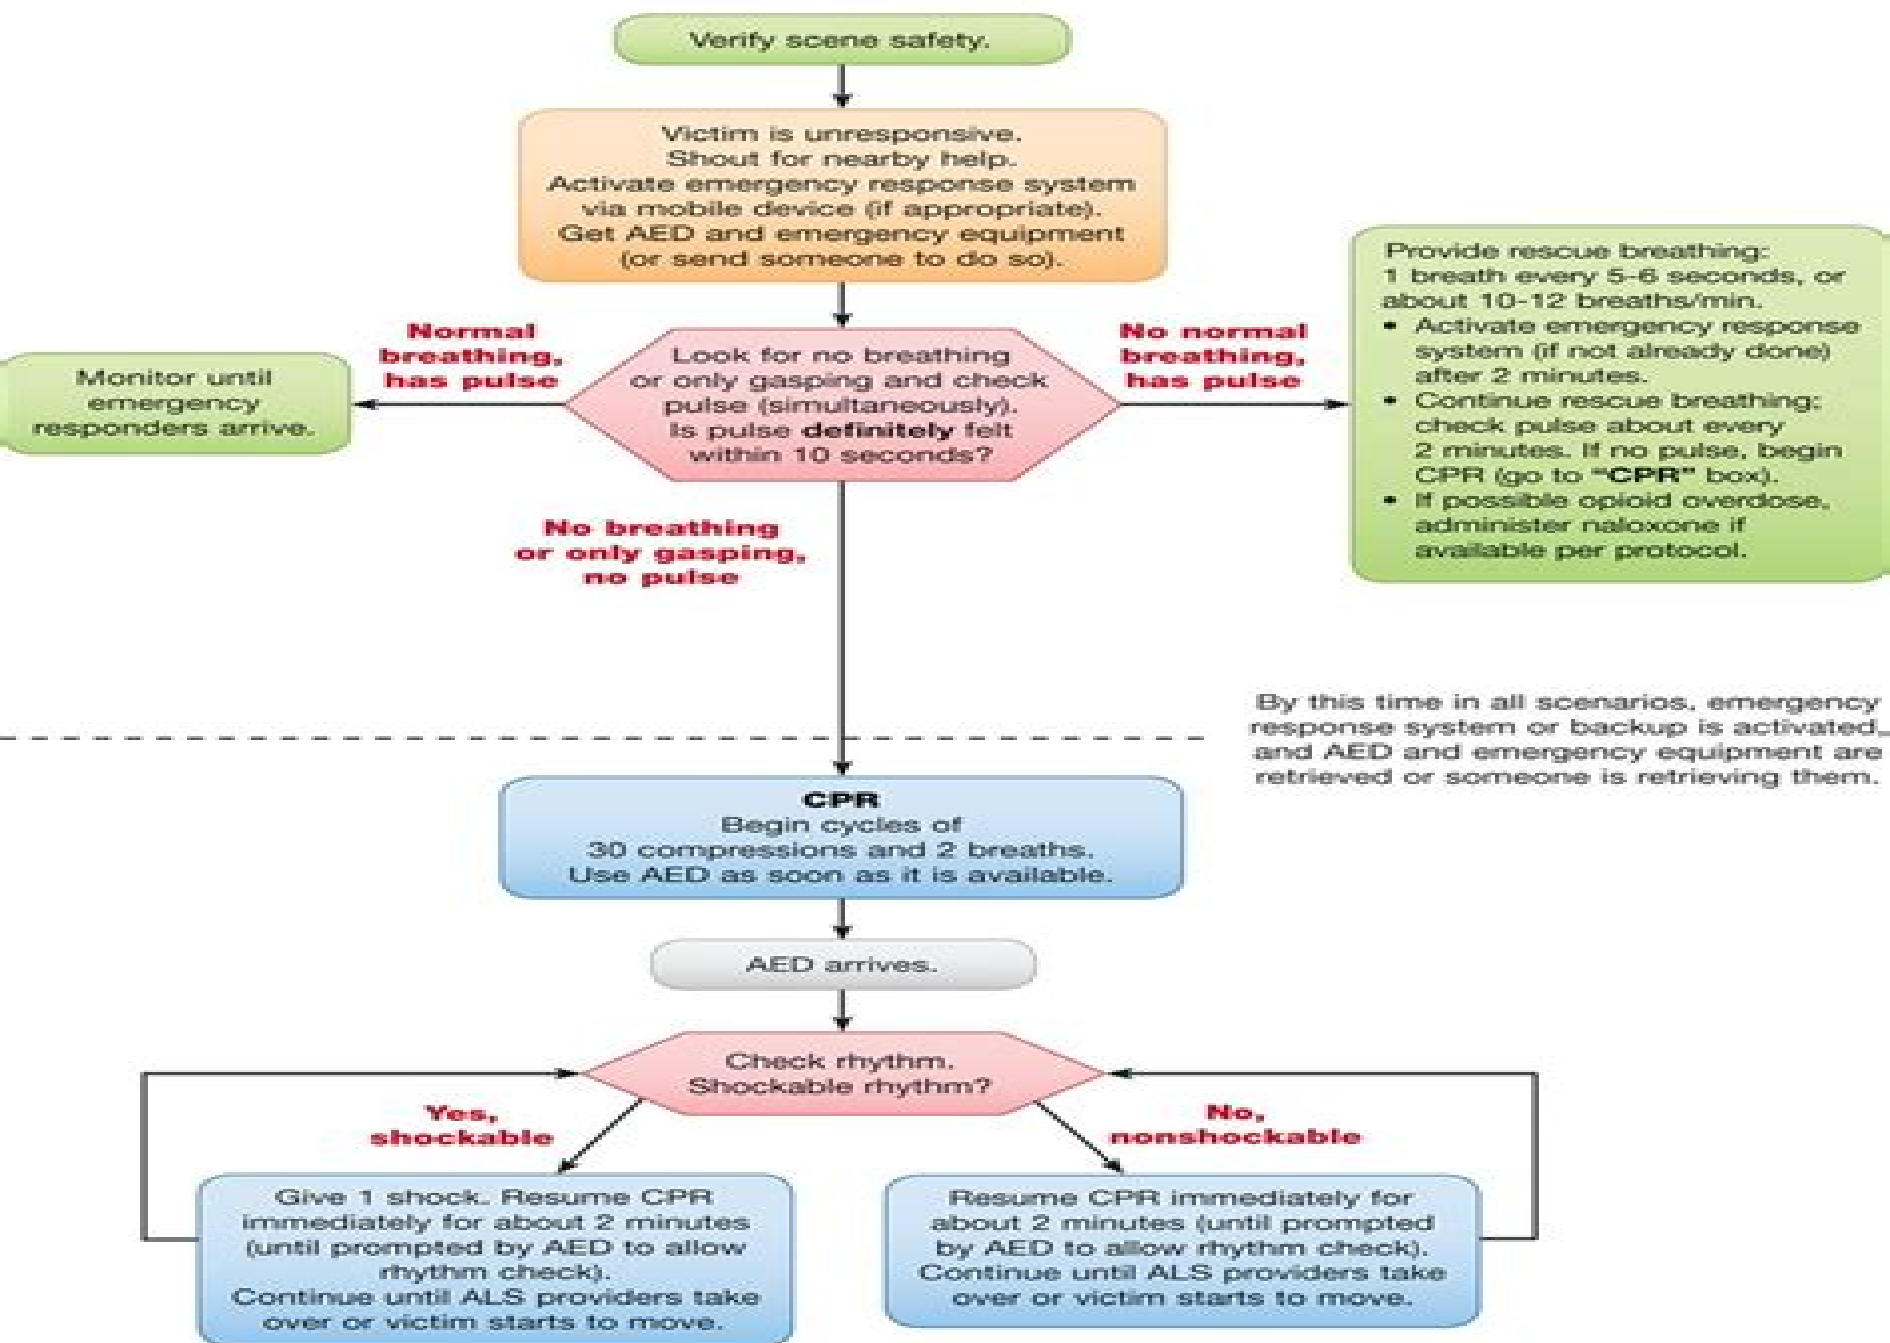 Verify scene safety.
Victim is unresponsive.
Shout for nearby help.
Activate emergency response system
via mobile device (if appropriate).
Get AED and emergency equipment
(or send someone to do so).
Normal
breathing,
has pulse
Monitor until
emergency
responders arrive.
Look for no breathing
or only gasping and check
pulse (simultaneously).
Is pulse definitely felt
within 10 seconds?
No normal
breathing,
has pulse
Provide rescue breathing:
1 breath every 5-6 seconds, or
about 10-12 breaths/min.
• Activate emergency response
system (if not already done)
after 2 minutes.
• Continue rescue breathing;
check pulse about every
2 minutes. If no pulse, begin
CPR (go to “CPR” box).
• If possible opioid overdose,
administer naloxone if
available per protocol.
No breathing
or only gasping,
no pulse
By this time in all scenarios, emergency
response system or backup is activated,
and AED and emergency equipment are
retrieved or someone is retrieving them.
CPR
Begin cycles of
30 compressions and 2 breaths.
Use AED as soon as it is available.
AED arrives.
Check rhythm.
Shockable rhythm?
Yes,
shockable
No,
nonshockable
Give 1 shock. Resume CPR
immediately for about 2 minutes
(until prompted by AED to allow
rhythm check).
Continue until ALS providers take
over or victim starts to move.
Resume CPR immediately for
about 2 minutes (until prompted
by AED to allow rhythm check).
Continue until ALS providers take
over or victim starts to move.